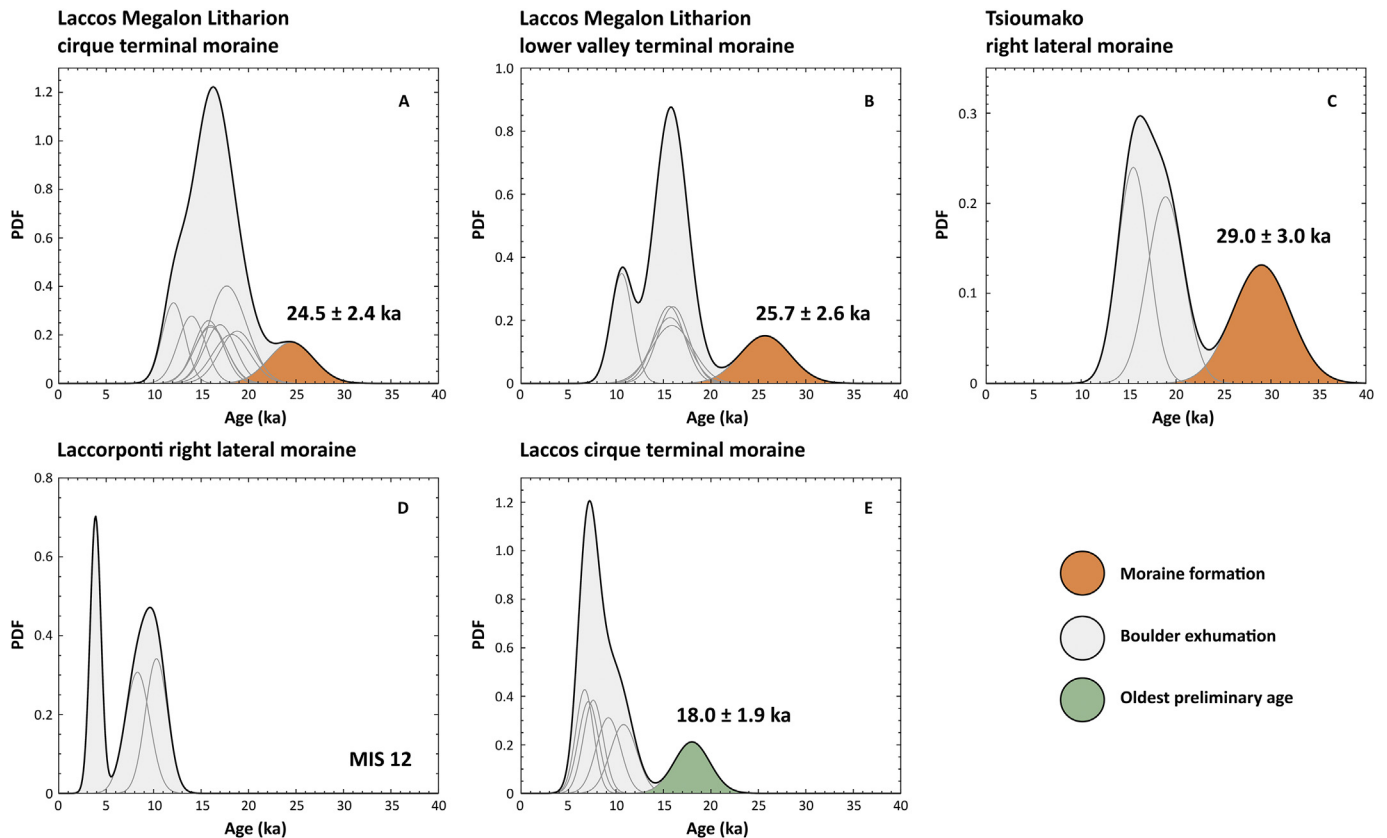 Laccos Megalon Litharion
cirque terminal moraine
A
1.2
1.0
0.8
0.6
0.4
0.2
0
PDF
24.5 ± 2.4 ka
0 5 10 15 20 25 30 35 40
Age (ka)
Laccos Megalon Litharion
lower valley terminal moraine
B
1.0
0.8
0.6
0.4
0.2
0
PDF
25.7 ± 2.6 ka
0 5 10 15 20 25 30 35 40
Age (ka)
Tsioumako
right lateral moraine
C
0.3
0.2
0.1
0
PDF
29.0 ± 3.0 ka
0 5 10 15 20 25 30 35 40
Age (ka)
Laccorponti right lateral moraine
D
0.8
0.6
0.4
0.2
0
PDF
MIS 12
0 5 10 15 20 25 30 35 40
Age (ka)
Laccos cirque terminal moraine
E
1.2
1.0
0.8
0.6
0.4
0.2
0
PDF
18.0 ± 1.9 ka
0 5 10 15 20 25 30 35 40
Age (ka)
Moraine formation
Boulder exhumation
Oldest preliminary age